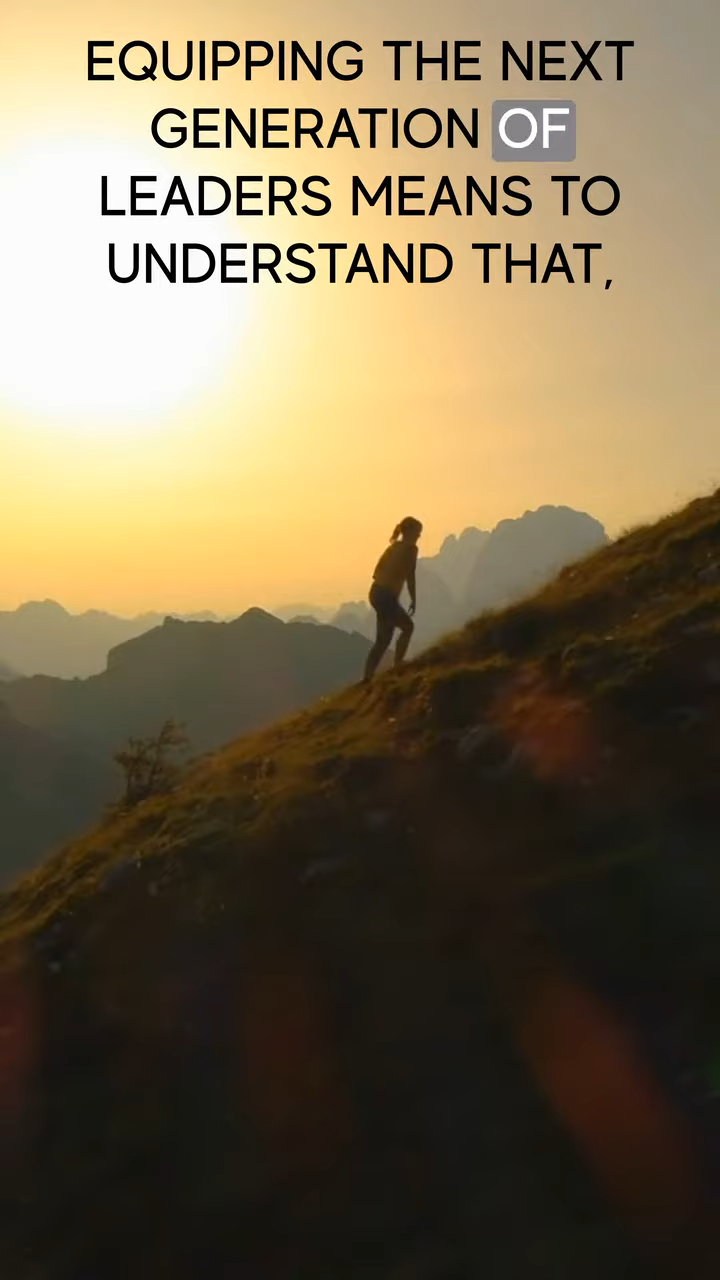 EQUIPPING THE NEXT
GENERATION OF
LEADERS MEANS TO
UNDERSTAND THAT,